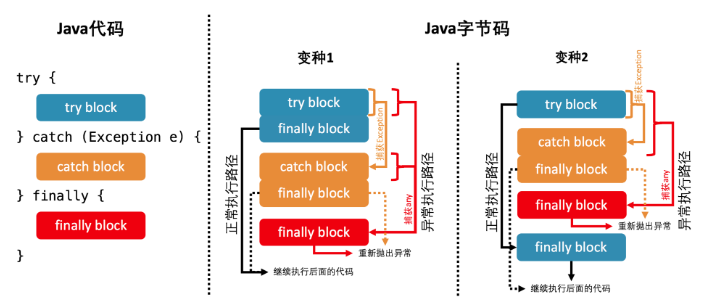 Java代码
Java字节码
try {
try block
} catch (Exception e) {
catch block
} finally {
finally block
}
变种1
try block
finally block
catch block
finally block
finally block
正常执行路径
捕获Exception
捕获any
异常执行路径
重新抛出异常
继续执行后面的代码
变种2
try block
catch block
finally block
finally block
finally block
正常执行路径
捕获Exception
捕获any
异常执行路径
重新抛出异常
继续执行后面的代码